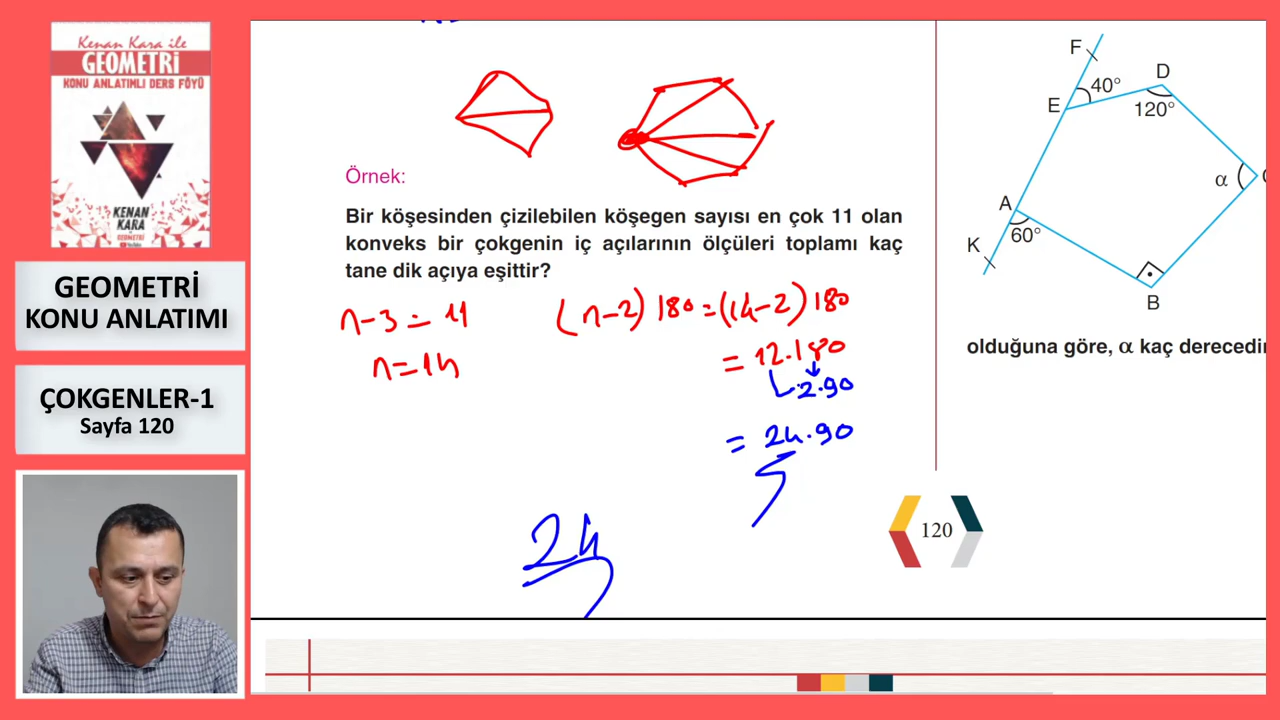 Kenan Kara ile
GEOMETRİ
KONU ANLATIMLI DERS FÖYÜ
KENAN
KARA
GEOMETRİ
GEOMETRİ
KONU ANLATIMI
ÇOKGENLER-1
Sayfa 120
Örnek:
Bir köşesinden çizilebilen köşegen sayısı en çok 11 olan
konveks bir çokgenin iç açılarının ölçüleri toplamı kaç
tane dik açıya eşittir?
n-3 = 11
n=14
(n-2) 180 = (14-2) 180
= 12.180
2.90
= 24.90
24
120
F
40°
D
E
120°
α
A
60°
K
B
olduğuna göre, α kaç derecedi